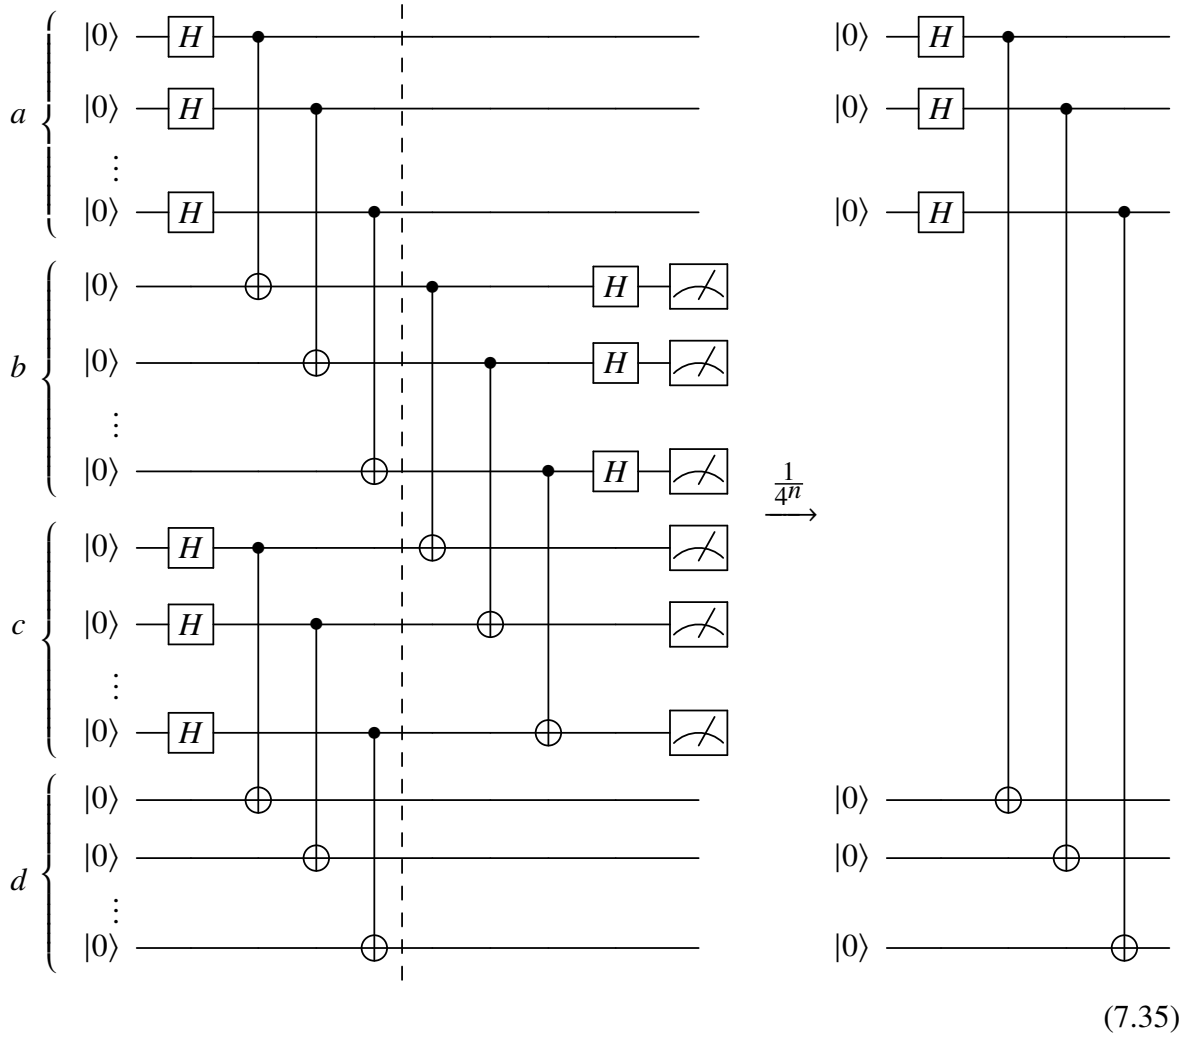 |0⟩ H |0⟩ H
a |0⟩ H |0⟩ H
⋮
|0⟩ H |0⟩ H
|0⟩ H
b |0⟩ H
⋮
|0⟩ H
1/4ⁿ
|0⟩ H
c |0⟩ H
⋮
|0⟩ H
|0⟩ |0⟩
d |0⟩ |0⟩
⋮
|0⟩ |0⟩
(7.35)